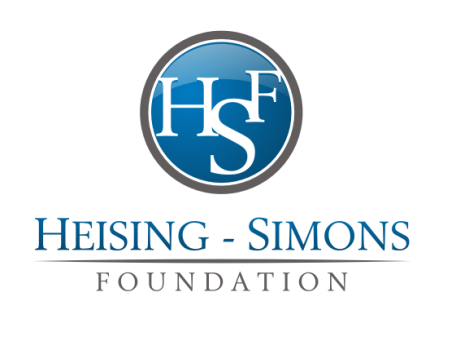 HSF
HEISING - SIMONS
FOUNDATION